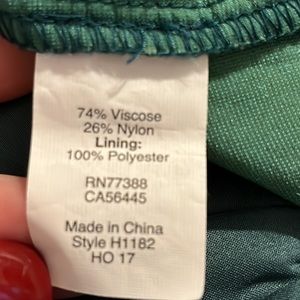 74% Viscose
26% Nylon
Lining:
100% Polyester
RN77388
CA56445
Made in China
Style H1182
HO 17